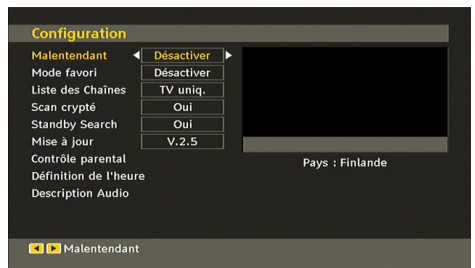 Configuration
Malentendant Désactiver
Mode favori Désactiver
Liste des Chaînes TV uniq.
Scan crypté Oui
Standby Search Oui
Mise à jour V.2.5
Contrôle parental
Pays : Finlande
Définition de l'heure
Description Audio
Malentendant